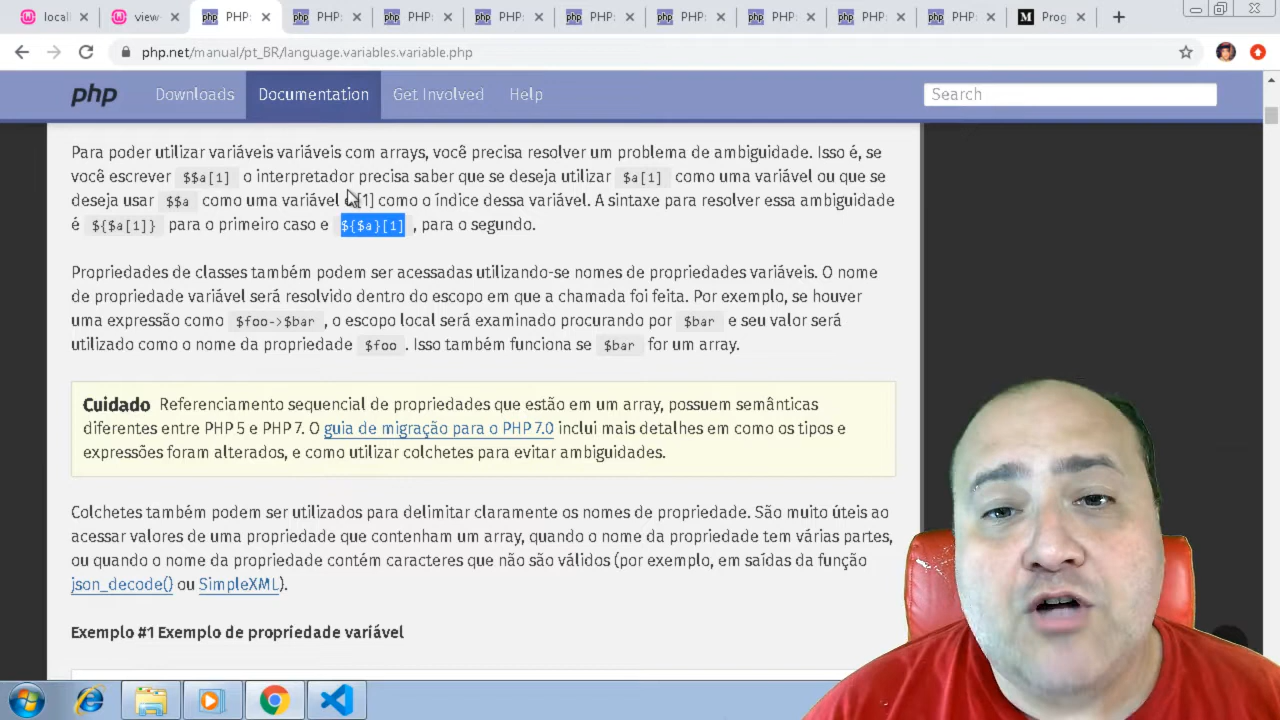 local
view-
PHP:
PHP:
PHP:
PHP:
PHP:
PHP:
PHP:
PHP:
PHP:
Prog
php.net/manual/pt_BR/language.variables.variable.php
php
Downloads
Documentation
Get Involved
Help
Search
Para poder utilizar variáveis variáveis com arrays, você precisa resolver um problema de ambiguidade. Isso é, se
você escrever $$a[1] o interpretador precisa saber que se deseja utilizar $a[1] como uma variável ou que se
deseja usar $$a como uma variável [1] como o índice dessa variável. A sintaxe para resolver essa ambiguidade
é ${$a[1]} para o primeiro caso e ${$a}[1] , para o segundo.
Propriedades de classes também podem ser acessadas utilizando-se nomes de propriedades variáveis. O nome
de propriedade variável será resolvido dentro do escopo em que a chamada foi feita. Por exemplo, se houver
uma expressão como $foo->$bar , o escopo local será examinado procurando por $bar e seu valor será
utilizado como o nome da propriedade $foo . Isso também funciona se $bar for um array.
Cuidado Referenciamento sequencial de propriedades que estão em um array, possuem semânticas
diferentes entre PHP 5 e PHP 7. O guia de migração para o PHP 7.0 inclui mais detalhes em como os tipos e
expressões foram alterados, e como utilizar colchetes para evitar ambiguidades.
Colchetes também podem ser utilizados para delimitar claramente os nomes de propriedade. São muito úteis ao
acessar valores de uma propriedade que contenham um array, quando o nome da propriedade tem várias partes,
ou quando o nome da propriedade contém caracteres que não são válidos (por exemplo, em saídas da função
json_decode() ou SimpleXML).
Exemplo #1 Exemplo de propriedade variável